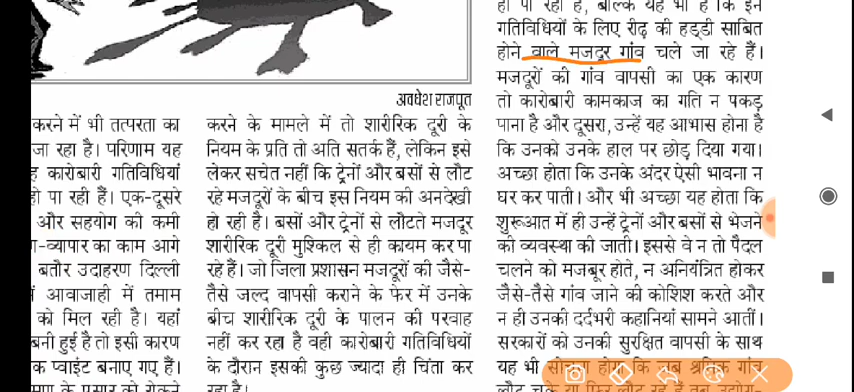 अवधेश राजपूत
करने में भी तत्परता का
जा रहा है। परिणाम यह
ह कारोबारी गतिविधियां
हो पा रही हैं। एक-दूसरे
और सहयोग की कमी
ग-व्यापार का काम आगे
बतौर उदाहरण दिल्ली
आवाजाही में तमाम
को मिल रही है। यहां
बनी हुई है तो इसी कारण
क प्वाइंट बनाए गए हैं।
करने के मामले में तो शारीरिक दूरी के
नियम के प्रति तो अति सतर्क हैं, लेकिन इसे
लेकर सचेत नहीं कि ट्रेनों और बसों से लौट
रहे मजदूरों के बीच इस नियम की अनदेखी
हो रही है। बसों और ट्रेनों से लौटते मजदूर
शारीरिक दूरी मुश्किल से ही कायम कर पा
रहे हैं। जो जिला प्रशासन मजदूरों की जैसे-
तैसे जल्द वापसी कराने के फेर में उनके
बीच शारीरिक दूरी के पालन की परवाह
नहीं कर रहा है वही कारोबारी गतिविधियों
के दौरान इसकी कुछ ज्यादा ही चिंता कर
रहा है।
हो पा रही हैं, बल्कि यह भी है कि इन
गतिविधियों के लिए रीढ़ की हड्डी साबित
होने वाले मजदूर गांव चले जा रहे हैं।
मजदूरों की गांव वापसी का एक कारण
तो कारोबारी कामकाज का गति न पकड़
पाना है और दूसरा, उन्हें यह आभास होना है
कि उनको उनके हाल पर छोड़ दिया गया।
अच्छा होता कि उनके अंदर ऐसी भावना न
घर कर पाती। और भी अच्छा यह होता कि
शुरूआत में ही उन्हें ट्रेनों और बसों से भेजने
की व्यवस्था की जाती। इससे वे न तो पैदल
चलने को मजबूर होते, न अनियंत्रित होकर
जैसे-तैसे गांव जाने की कोशिश करते और
न ही उनकी दर्दभरी कहानियां सामने आतीं।
सरकारों को उनकी सुरक्षित वापसी के साथ
यह भी सोचना होगा कि जब श्रमिक गांव